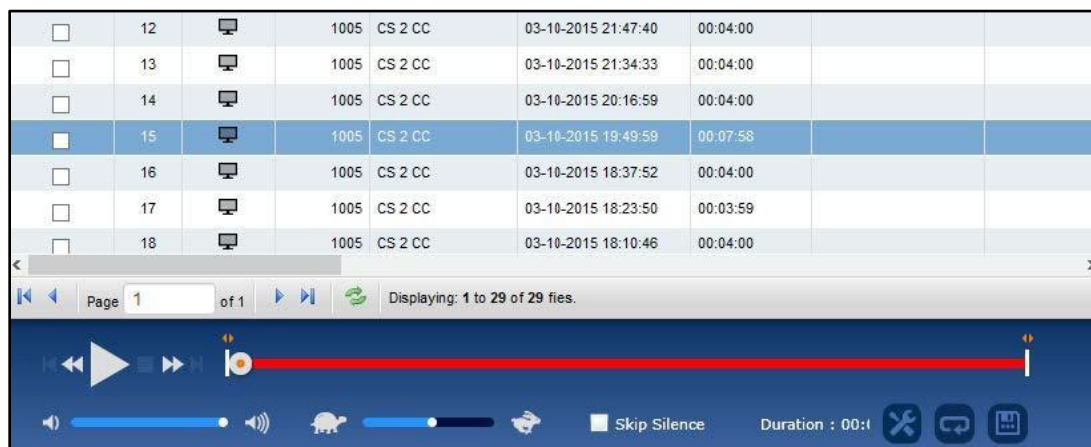 12 1005 CS 2 CC 03-10-2015 21:47:40 00:04:00
13 1005 CS 2 CC 03-10-2015 21:34:33 00:04:00
14 1005 CS 2 CC 03-10-2015 20:16:59 00:04:00
15 1005 CS 2 CC 03-10-2015 19:49:59 00:07:58
16 1005 CS 2 CC 03-10-2015 18:37:52 00:04:00
17 1005 CS 2 CC 03-10-2015 18:23:50 00:03:59
18 1005 CS 2 CC 03-10-2015 18:10:46 00:04:00
Page 1 of 1 Displaying: 1 to 29 of 29 fies.
Skip Silence Duration : 00:(